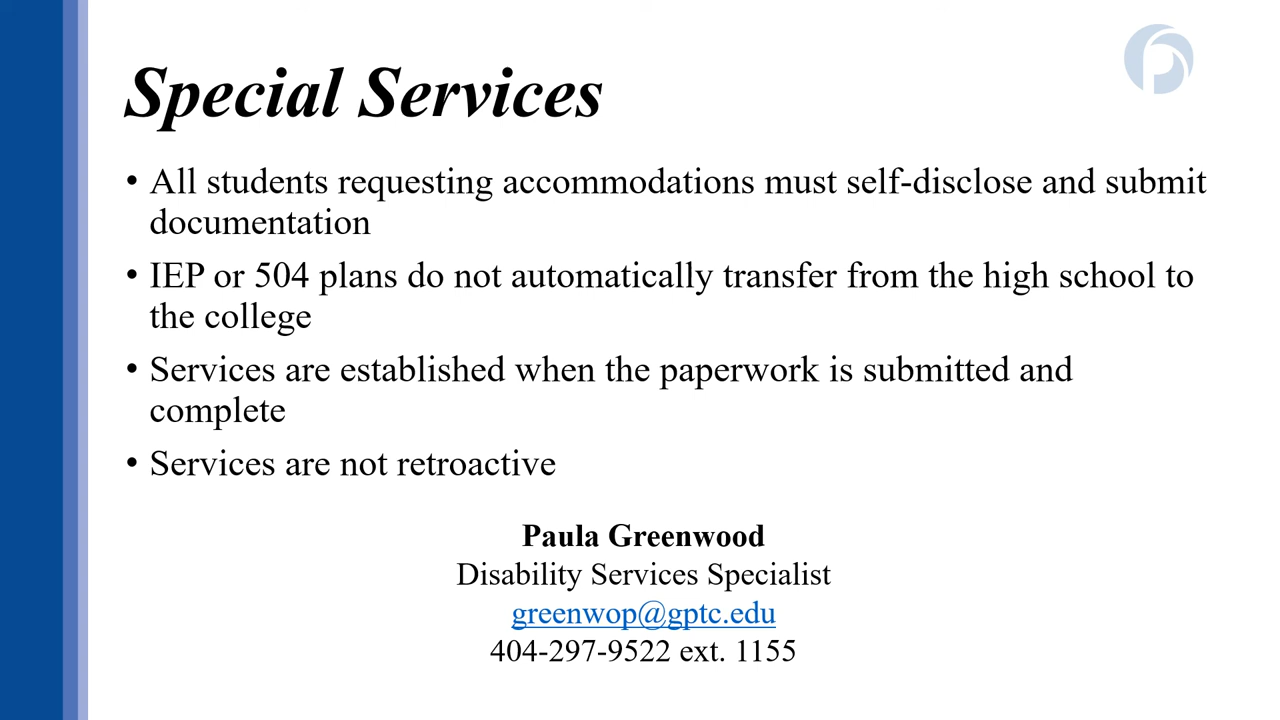 Special Services
• All students requesting accommodations must self-disclose and submit
documentation
• IEP or 504 plans do not automatically transfer from the high school to
the college
• Services are established when the paperwork is submitted and
complete
• Services are not retroactive
Paula Greenwood
Disability Services Specialist
greenwop@gptc.edu
404-297-9522 ext. 1155